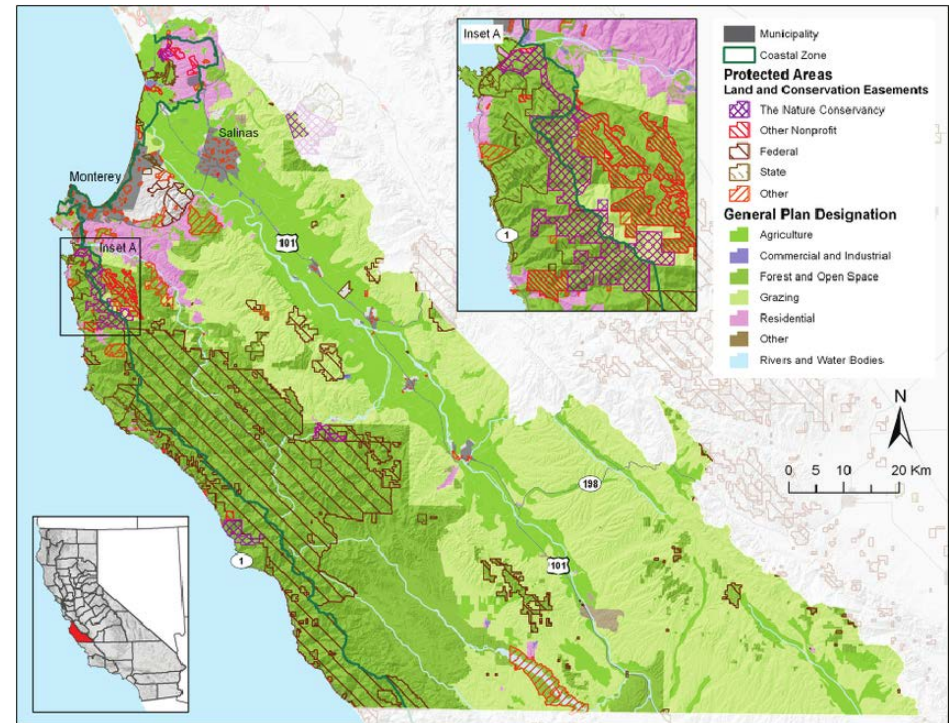 Salinas
Monterey
Inset A
101
1
198
101
Inset A
1
Municipality
Coastal Zone
Protected Areas
Land and Conservation Easements
The Nature Conservancy
Other Nonprofit
Federal
State
Other
General Plan Designation
Agriculture
Commercial and Industrial
Forest and Open Space
Grazing
Residential
Other
Rivers and Water Bodies
N
0 5 10 20 Km